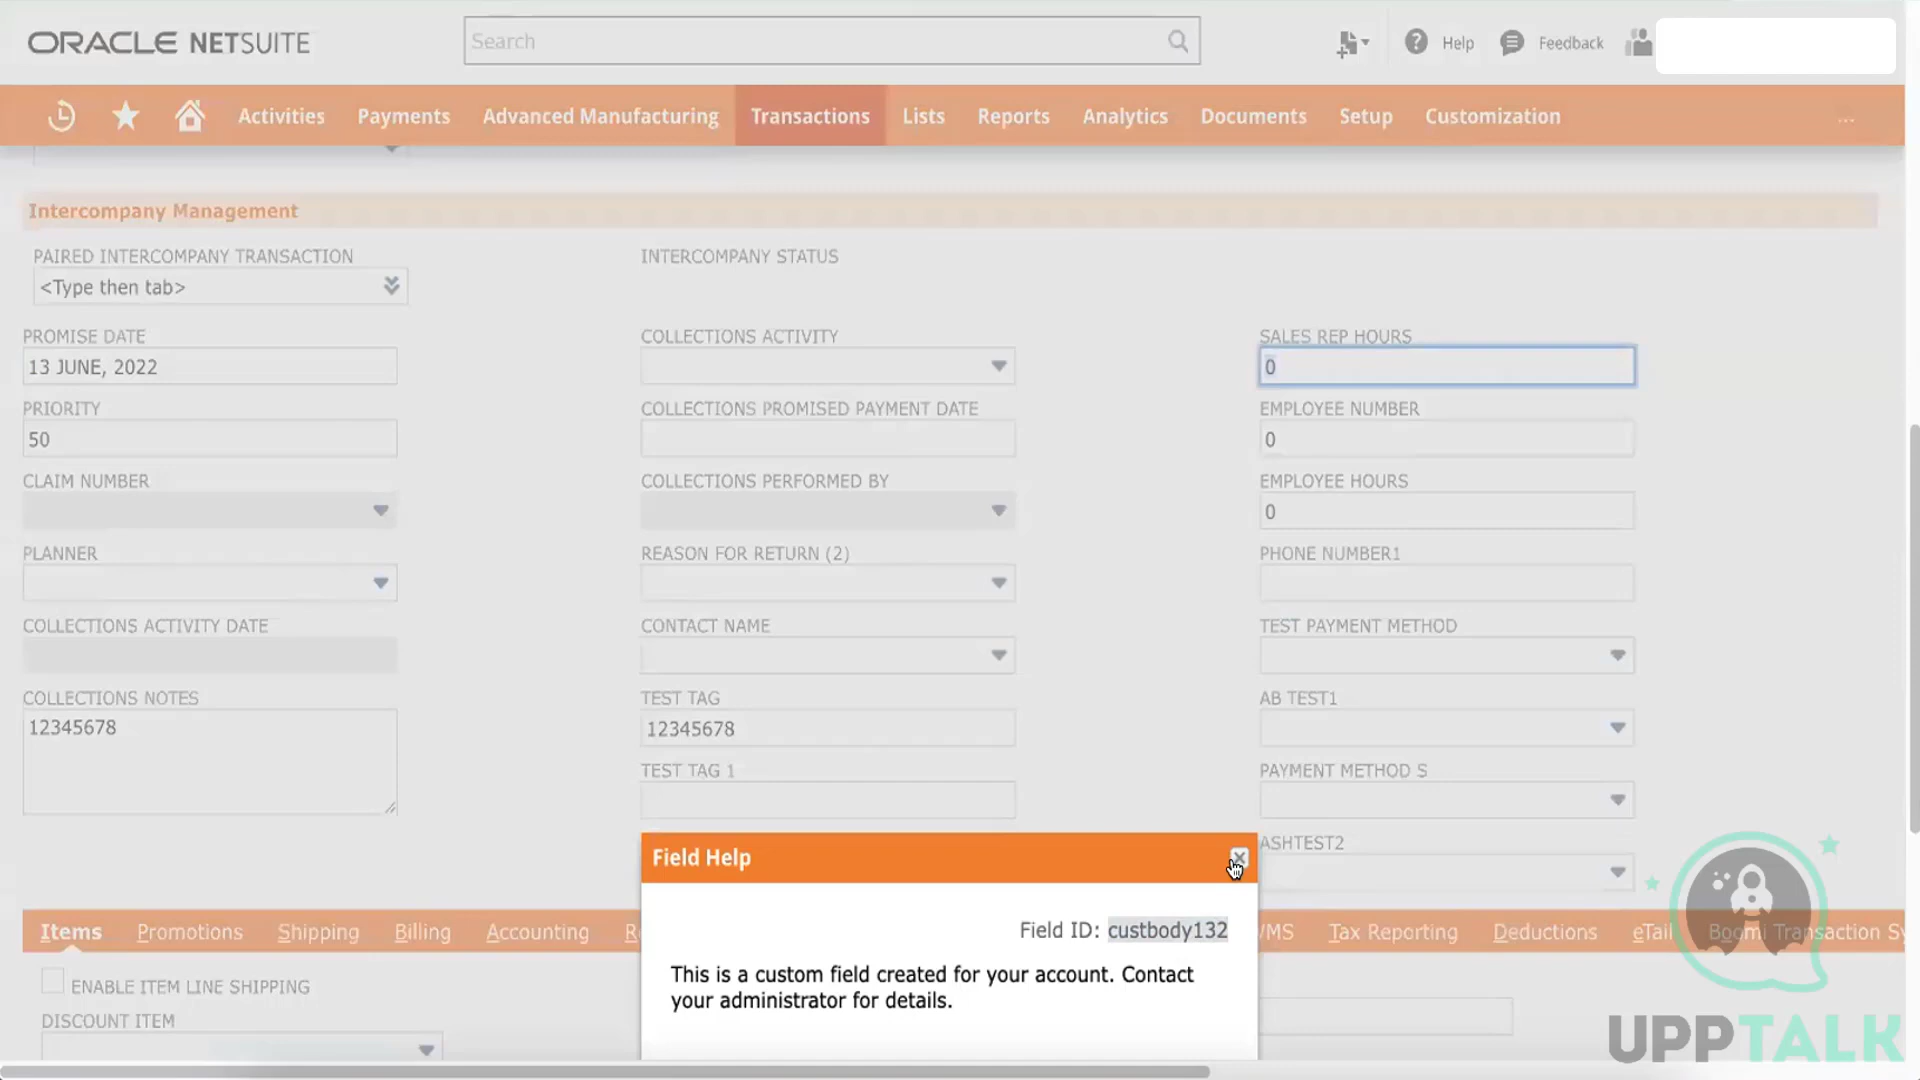 ORACLE NETSUITE
Search
Help
Feedback
Activities
Payments
Advanced Manufacturing
Transactions
Lists
Reports
Analytics
Documents
Setup
Customization
...
Intercompany Management
PAIRED INTERCOMPANY TRANSACTION
<Type then tab>
INTERCOMPANY STATUS
PROMISE DATE
13 JUNE, 2022
PRIORITY
50
CLAIM NUMBER
PLANNER
COLLECTIONS ACTIVITY DATE
COLLECTIONS NOTES
12345678
COLLECTIONS ACTIVITY
COLLECTIONS PROMISED PAYMENT DATE
COLLECTIONS PERFORMED BY
REASON FOR RETURN (2)
CONTACT NAME
TEST TAG
12345678
TEST TAG 1
SALES REP HOURS
0
EMPLOYEE NUMBER
0
EMPLOYEE HOURS
0
PHONE NUMBER1
TEST PAYMENT METHOD
AB TEST1
PAYMENT METHOD S
ASHTEST2
Field Help
Field ID: custbody132
This is a custom field created for your account. Contact
your administrator for details.
Items
Promotions
Shipping
Billing
Accounting
Tax Reporting
Deductions
eTail
Boomi Transaction Sy
ENABLE ITEM LINE SHIPPING
DISCOUNT ITEM
UPPTALK